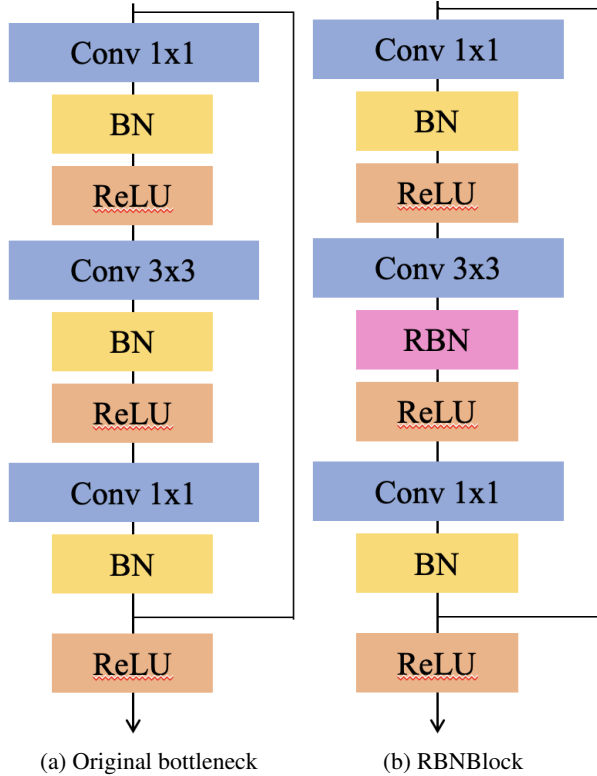 Conv 1x1
BN
ReLU
Conv 3x3
BN
ReLU
Conv 1x1
BN
ReLU
(a) Original bottleneck
Conv 1x1
BN
ReLU
Conv 3x3
RBN
ReLU
Conv 1x1
BN
ReLU
(b) RBNBlock